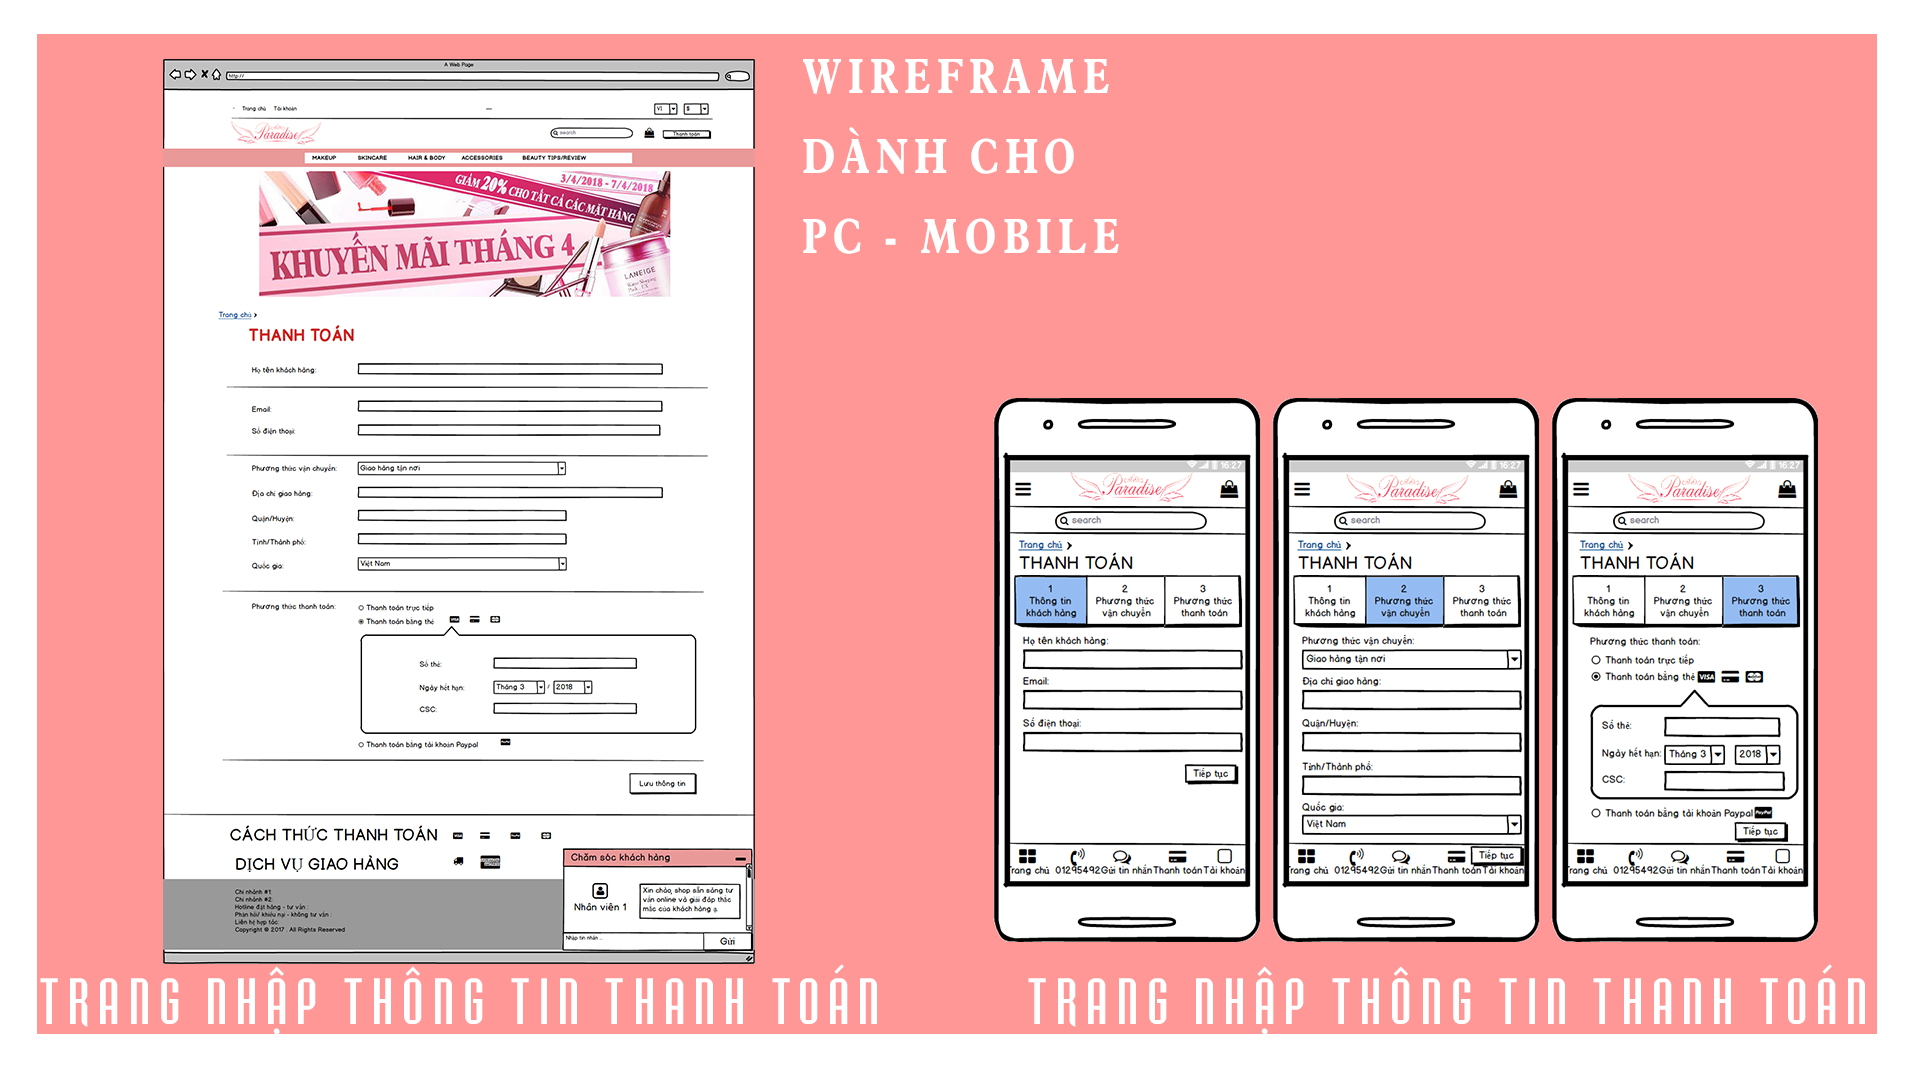 WIREFRAME
DÀNH CHO
PC - MOBILE
A Web Page
http://
Trang chủ Tài khoản
VI $
Paradise
search
Thanh toán
MAKEUP SKINCARE HAIR & BODY ACCESSORIES BEAUTY TIPS/REVIEW
3/4/2018 - 7/4/2018
GIẢM 20% CHO TẤT CẢ CÁC MẶT HÀNG
KHUYẾN MÃI THÁNG 4
LANEIGE
Trang chủ
THANH TOÁN
Họ tên khách hàng:
Email:
Số điện thoại:
Phương thức vận chuyển: Giao hàng tận nơi
Địa chỉ giao hàng:
Quận/Huyện:
Tỉnh/Thành phố:
Quốc gia: Việt Nam
Phương thức thanh toán: Thanh toán trực tiếp
Thanh toán bằng thẻ VISA
Số thẻ:
Ngày hết hạn: Tháng 3 / 2018
CSC:
Thanh toán bằng tài khoản Paypal
Lưu thông tin
CÁCH THỨC THANH TOÁN
DỊCH VỤ GIAO HÀNG
Chi nhánh #1:
Chi nhánh #2:
Hotline đặt hàng - tư vấn :
Phản hồi/ khiếu nại - không tư vấn :
Liên hệ hợp tác:
Copyright © 2017 . All Rights Reserved
Chăm sóc khách hàng
Nhân viên 1
Xin chào, shop sẵn sàng tư
vấn online và giải đáp thắc
mắc của khách hàng ạ.
Nhập tin nhắn ...
Gửi
16:27
Paradise
search
Trang chủ
THANH TOÁN
1 Thông tin khách hàng
2 Phương thức vận chuyển
3 Phương thức thanh toán
Họ tên khách hàng:
Email:
Số điện thoại:
Tiếp tục
Trang chủ 01295492 Gửi tin nhắn Thanh toán Tài khoản
16:27
Paradise
search
Trang chủ
THANH TOÁN
1 Thông tin khách hàng
2 Phương thức vận chuyển
3 Phương thức thanh toán
Phương thức vận chuyển:
Giao hàng tận nơi
Địa chỉ giao hàng:
Quận/Huyện:
Tỉnh/Thành phố:
Quốc gia:
Việt Nam
Tiếp tục
Trang chủ 01295492 Gửi tin nhắn Thanh toán Tài khoản
16:27
Paradise
search
Trang chủ
THANH TOÁN
1 Thông tin khách hàng
2 Phương thức vận chuyển
3 Phương thức thanh toán
Phương thức thanh toán:
Thanh toán trực tiếp
Thanh toán bằng thẻ VISA
Số thẻ:
Ngày hết hạn: Tháng 3 2018
CSC:
Thanh toán bằng tài khoản Paypal PayPal
Tiếp tục
Trang chủ 01295492 Gửi tin nhắn Thanh toán Tài khoản
TRANG NHẬP THÔNG TIN THANH TOÁN
TRANG NHẬP THÔNG TIN THANH TOÁN